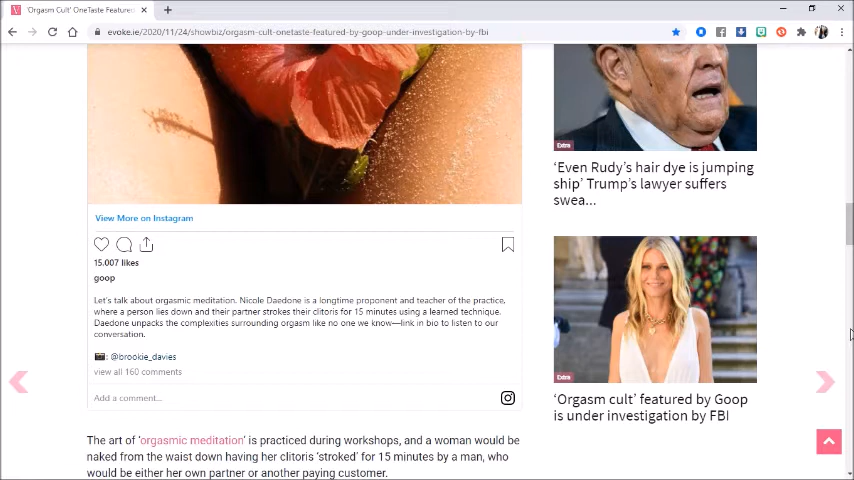 'Orgasm Cult' OneTaste Feature:
evoke.ie/2020/11/24/showbiz/orgasm-cult-onetaste-featured-by-goop-under-investigation-by-fbi
View More on Instagram
15.007 likes
goop
Let's talk about orgasmic meditation. Nicole Daedone is a longtime proponent and teacher of the practice,
where a person lies down and their partner strokes their clitoris for 15 minutes using a learned technique.
Daedone unpacks the complexities surrounding orgasm like no one we know—link in bio to listen to our
conversation.
📷: @brookie_davies
view all 160 comments
Add a comment...
The art of 'orgasmic meditation' is practiced during workshops, and a woman would be
naked from the waist down having her clitoris 'stroked' for 15 minutes by a man, who
would be either her own partner or another paying customer.
Extra
'Even Rudy's hair dye is jumping
ship' Trump's lawyer suffers
swea...
Extra
'Orgasm cult' featured by Goop
is under investigation by FBI